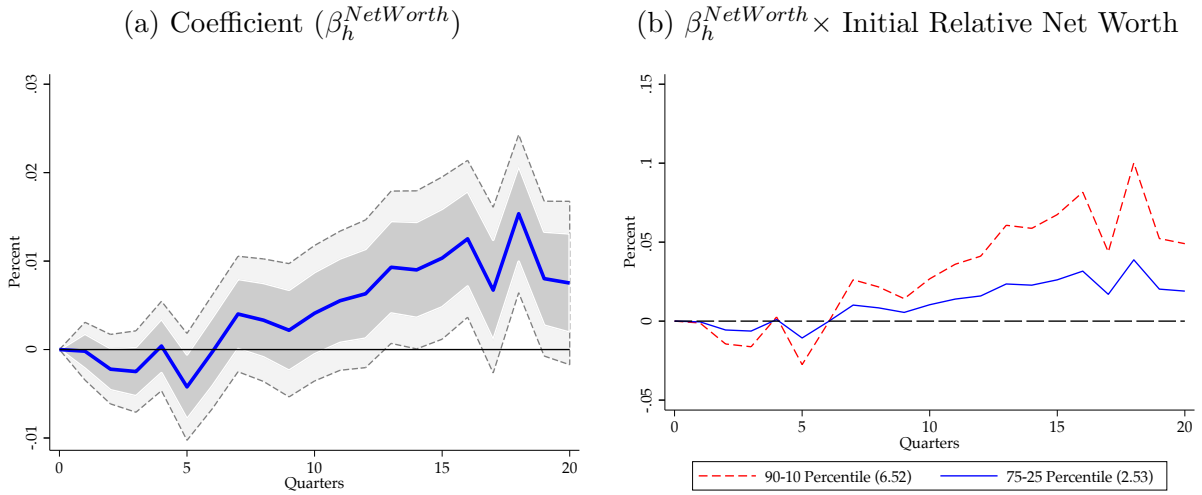 (a) Coefficient (β_h^{NetWorth})
.03
.02
.01
0
-.01
Percent
0 5 10 15 20
Quarters
(b) β_h^{NetWorth} × Initial Relative Net Worth
.15
.1
.05
0
-.05
Percent
0 5 10 15 20
Quarters
90-10 Percentile (6.52) 75-25 Percentile (2.53)